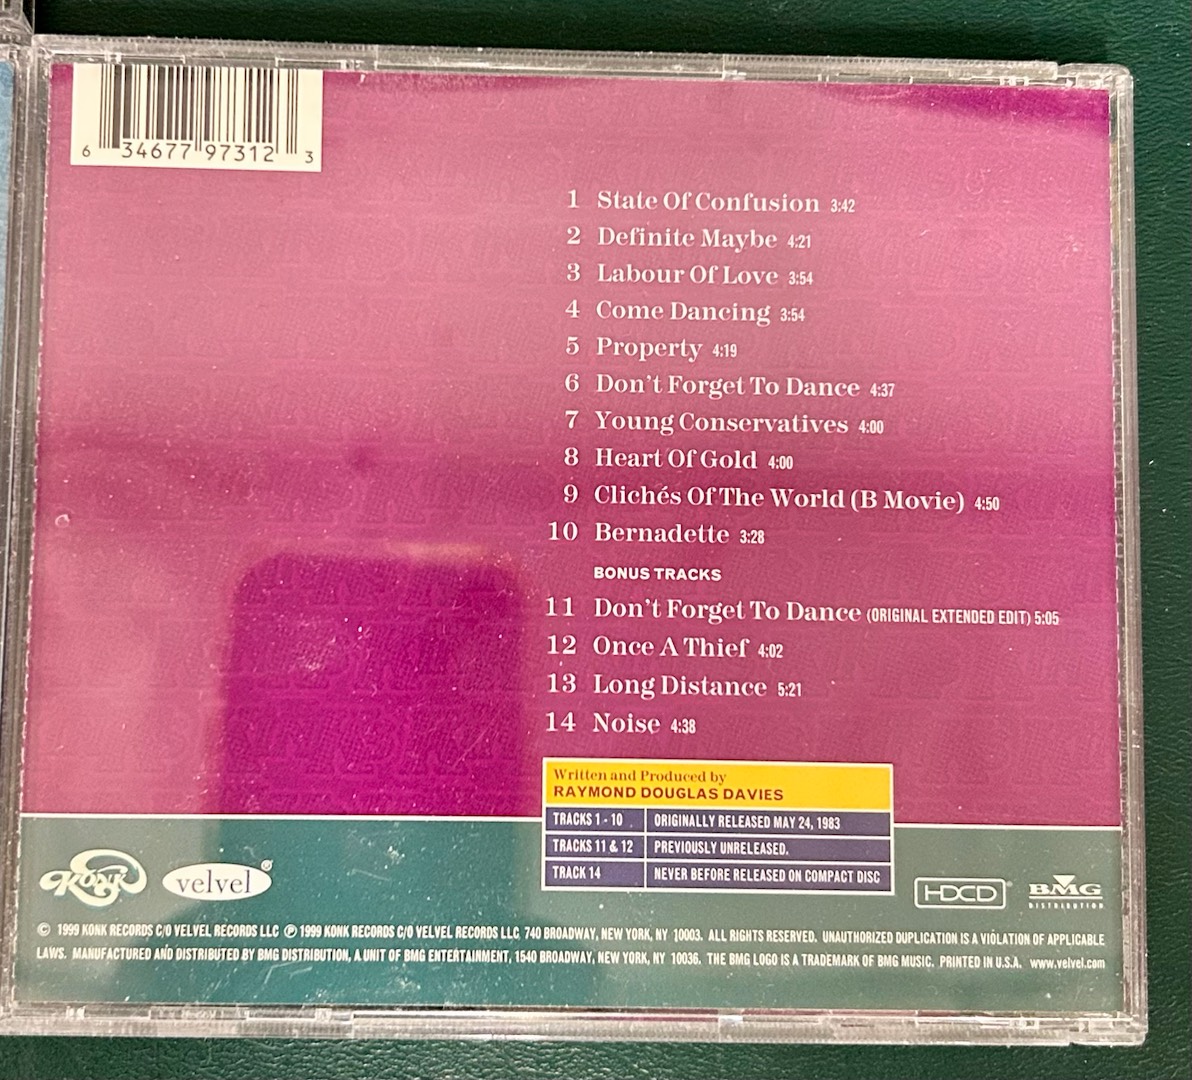 6 34677 97312 3
1 State Of Confusion 3:42
2 Definite Maybe 4:21
3 Labour Of Love 3:54
4 Come Dancing 3:54
5 Property 4:19
6 Don't Forget To Dance 4:37
7 Young Conservatives 4:00
8 Heart Of Gold 4:00
9 Clichés Of The World (B Movie) 4:50
10 Bernadette 3:28
BONUS TRACKS
11 Don't Forget To Dance (ORIGINAL EXTENDED EDIT) 5:05
12 Once A Thief 4:02
13 Long Distance 5:21
14 Noise 4:38
Written and Produced by
RAYMOND DOUGLAS DAVIES
TRACKS 1 - 10 ORIGINALLY RELEASED MAY 24, 1983
TRACKS 11 & 12 PREVIOUSLY UNRELEASED.
TRACK 14 NEVER BEFORE RELEASED ON COMPACT DISC
KONK velvel® HDCD® BMG
DISTRIBUTION
© 1999 KONK RECORDS C/O VELVEL RECORDS LLC ℗ 1999 KONK RECORDS C/O VELVEL RECORDS LLC, 740 BROADWAY, NEW YORK, NY 10003. ALL RIGHTS RESERVED. UNAUTHORIZED DUPLICATION IS A VIOLATION OF APPLICABLE
LAWS. MANUFACTURED AND DISTRIBUTED BY BMG DISTRIBUTION, A UNIT OF BMG ENTERTAINMENT, 1540 BROADWAY, NEW YORK, NY 10036. THE BMG LOGO IS A TRADEMARK OF BMG MUSIC. PRINTED IN U.S.A. www.velvel.com